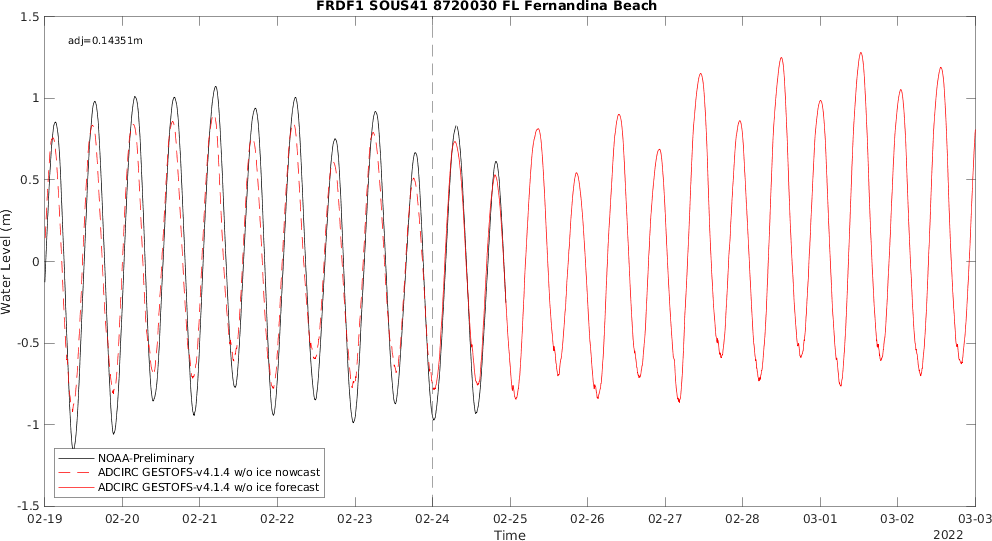 FRDF1 SOUS41 8720030 FL Fernandina Beach
1.5
adj=0.14351m
1
0.5
0
-0.5
-1
-1.5
Water Level (m)
NOAA-Preliminary
ADCIRC GESTOFS-v4.1.4 w/o ice nowcast
ADCIRC GESTOFS-v4.1.4 w/o ice forecast
02-19 02-20 02-21 02-22 02-23 02-24 02-25 02-26 02-27 02-28 03-01 03-02 03-03
Time
2022